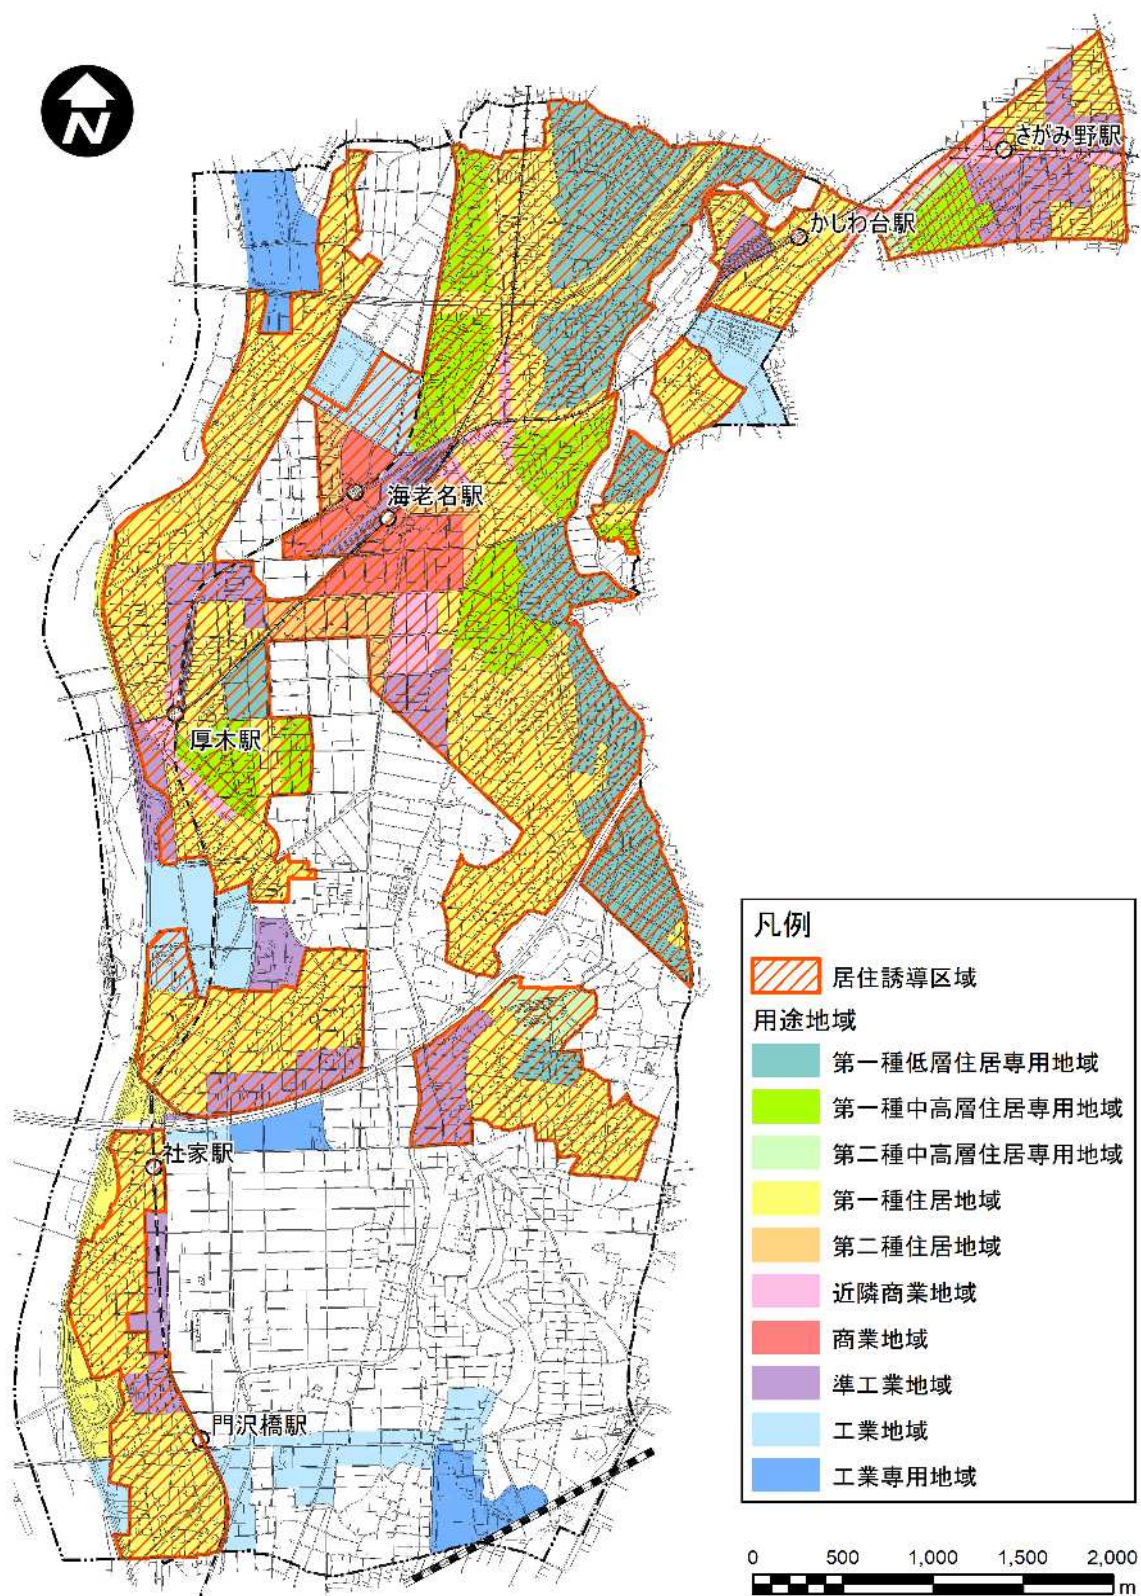 N
さがみ野駅
かしわ台駅
海老名駅
厚木駅
社家駅
門沢橋駅
凡例
居住誘導区域
用途地域
第一種低層住居専用地域
第一種中高層住居専用地域
第二種中高層住居専用地域
第一種住居地域
第二種住居地域
近隣商業地域
商業地域
準工業地域
工業地域
工業専用地域
0 500 1,000 1,500 2,000
m